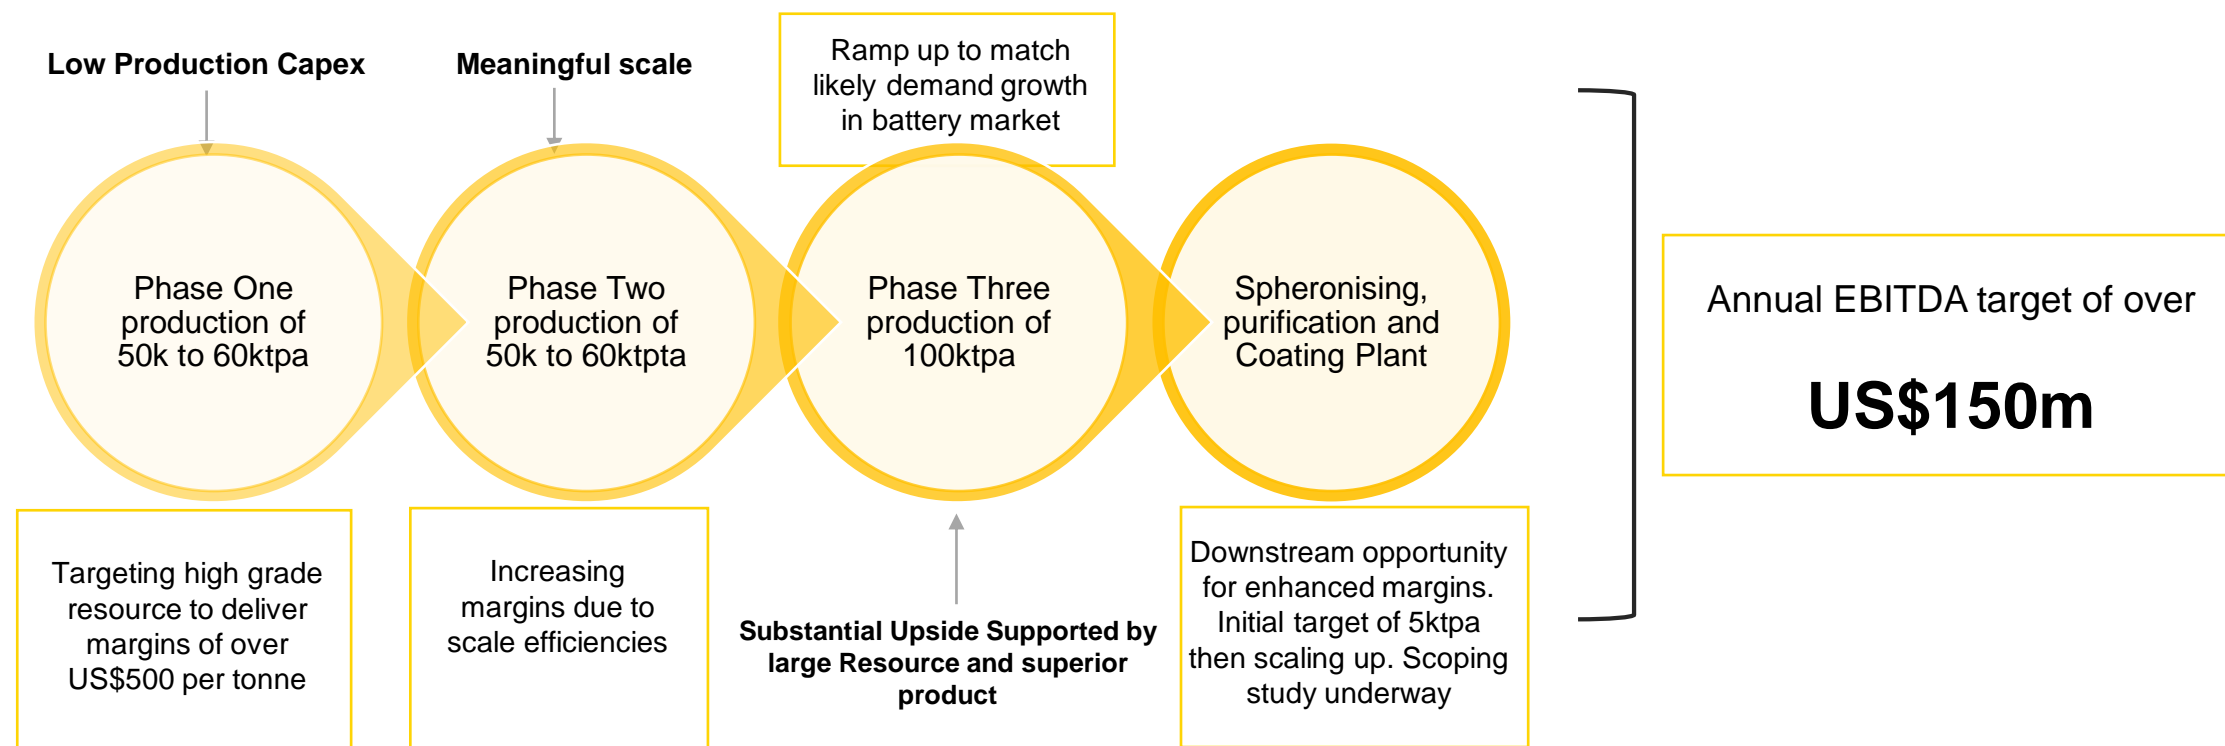 Low Production Capex
Meaningful scale
Ramp up to match
likely demand growth
in battery market
Phase One
production of
50k to 60ktpa
Phase Two
production of
50k to 60ktpta
Phase Three
production of
100ktpa
Spheronising,
purification and
Coating Plant
Annual EBITDA target of over
US$150m
Targeting high grade
resource to deliver
margins of over
US$500 per tonne
Increasing
margins due to
scale efficiencies
Substantial Upside Supported by
large Resource and superior
product
Downstream opportunity
for enhanced margins.
Initial target of 5ktpa
then scaling up. Scoping
study underway